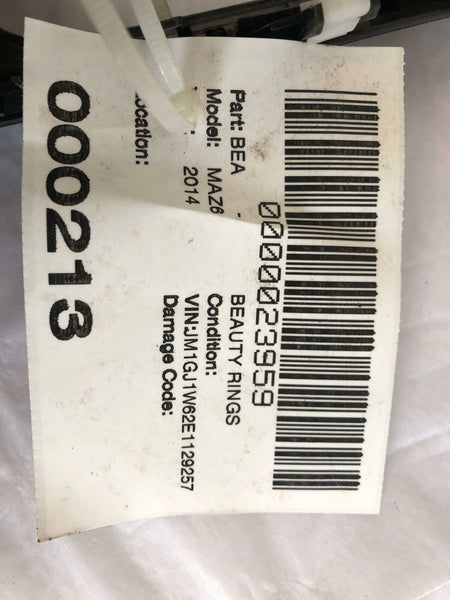 0000023959
Part: BEA - BEAUTY RINGS
Model: MAZ6 Condition:
: 2014 VIN:JM1GJ1W62E1129257
Damage Code:
ocation:
000213